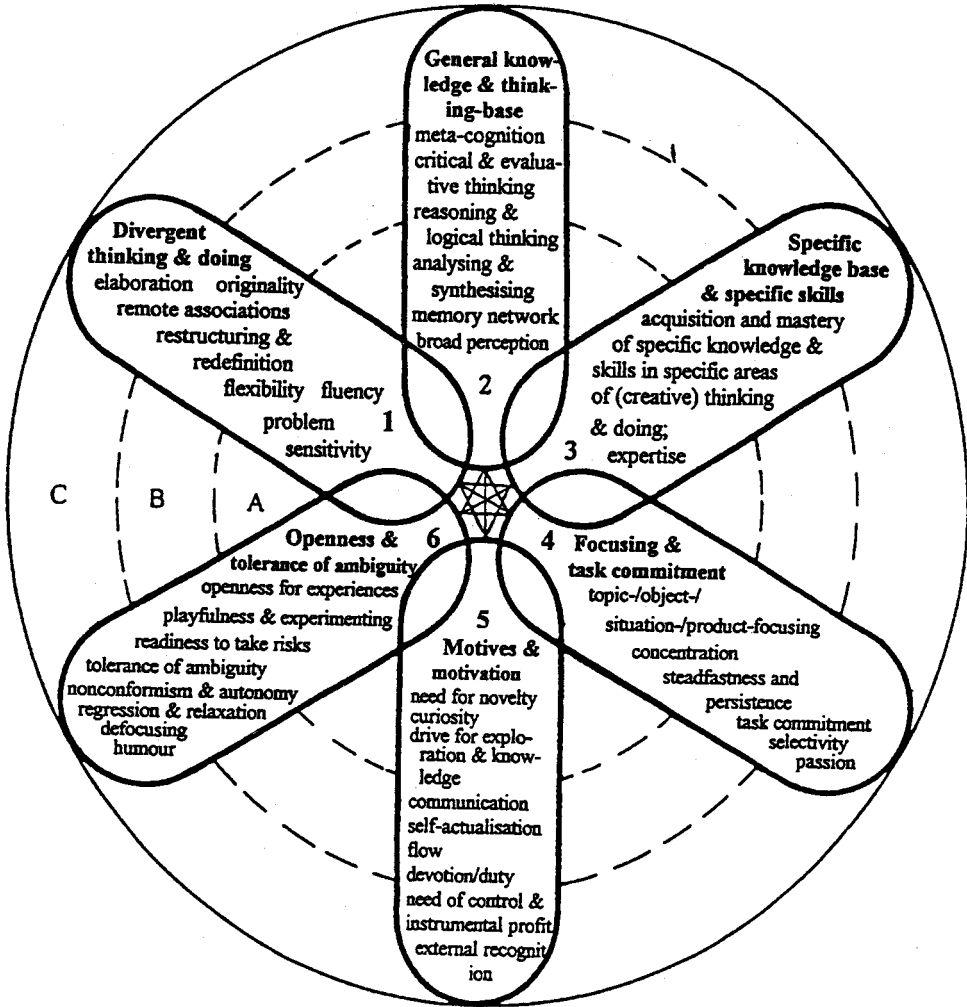 General know-
ledge & think-
ing-base
meta-cognition
critical & evalua-
tive thinking
reasoning &
logical thinking
analysing &
synthesising
memory network
broad perception
2
Divergent
thinking & doing
elaboration originality
remote associations
restructuring &
redefinition
flexibility fluency
problem
sensitivity
1
Specific
knowledge base
& specific skills
acquisition and mastery
of specific knowledge &
skills in specific areas
of (creative) thinking
& doing;
expertise
3
C B A
Openness &
tolerance of ambiguity
openness for experiences
playfulness & experimenting
readiness to take risks
tolerance of ambiguity
nonconformism & autonomy
regression & relaxation
defocusing
humour
6
4
Focusing &
task commitment
topic-/object-/
situation-/product-focusing
concentration
steadfastness and
persistence
task commitment
selectivity
passion
5
Motives &
motivation
need for novelty
curiosity
drive for explo-
ration & know-
ledge
communication
self-actualisation
flow
devotion/duty
need of control &
instrumental profit
external recognit
ion